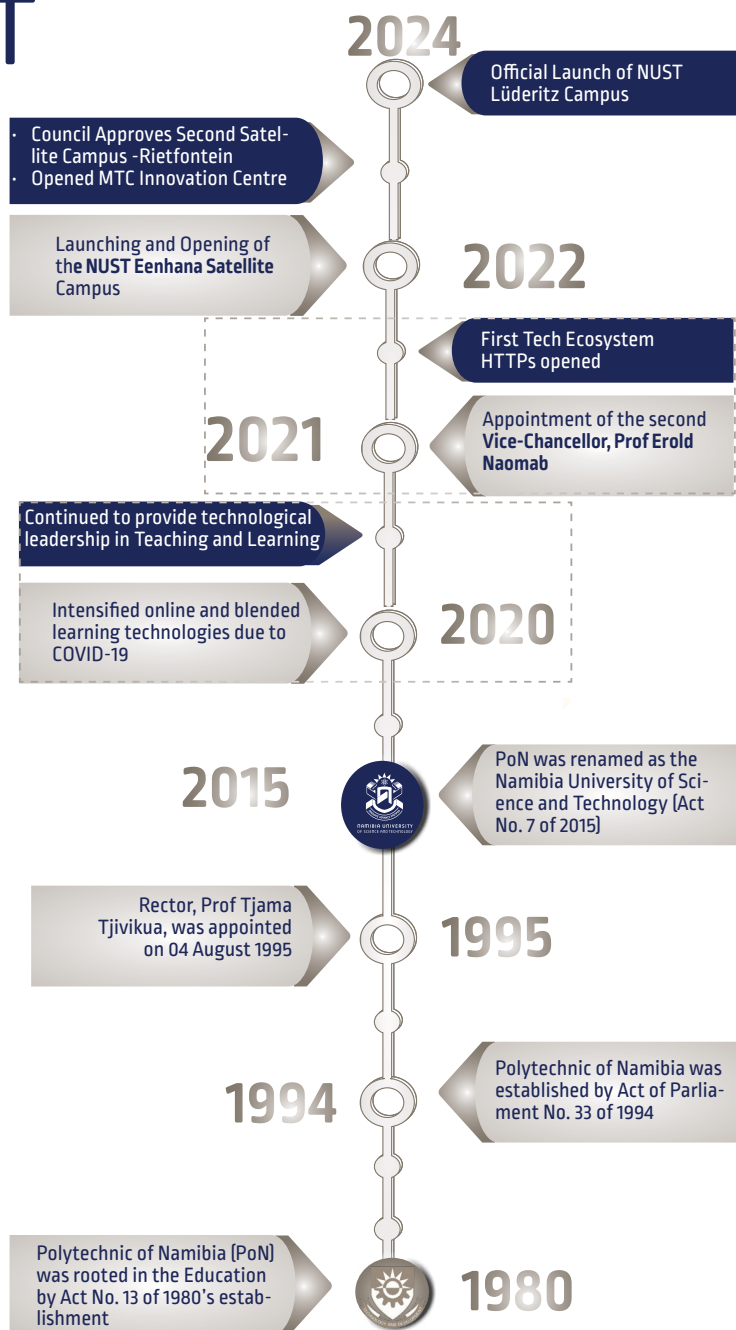 T
2024
Official Launch of NUST
Lüderitz Campus
· Council Approves Second Satel-
lite Campus -Rietfontein
· Opened MTC Innovation Centre
Launching and Opening of
the NUST Eenhana Satellite
Campus
2022
First Tech Ecosystem
HTTPs opened
2021
Appointment of the second
Vice-Chancellor, Prof Erold
Naomab
Continued to provide technological
leadership in Teaching and Learning
Intensified online and blended
learning technologies due to
COVID-19
2020
2015
NAMIBIA UNIVERSITY
OF SCIENCE AND TECHNOLOGY
PoN was renamed as the
Namibia University of Sci-
ence and Technology (Act
No. 7 of 2015)
Rector, Prof Tjama
Tjivikua, was appointed
on 04 August 1995
1995
1994
Polytechnic of Namibia was
established by Act of Parlia-
ment No. 33 of 1994
Polytechnic of Namibia (PoN)
was rooted in the Education
by Act No. 13 of 1980's estab-
lishment
1980